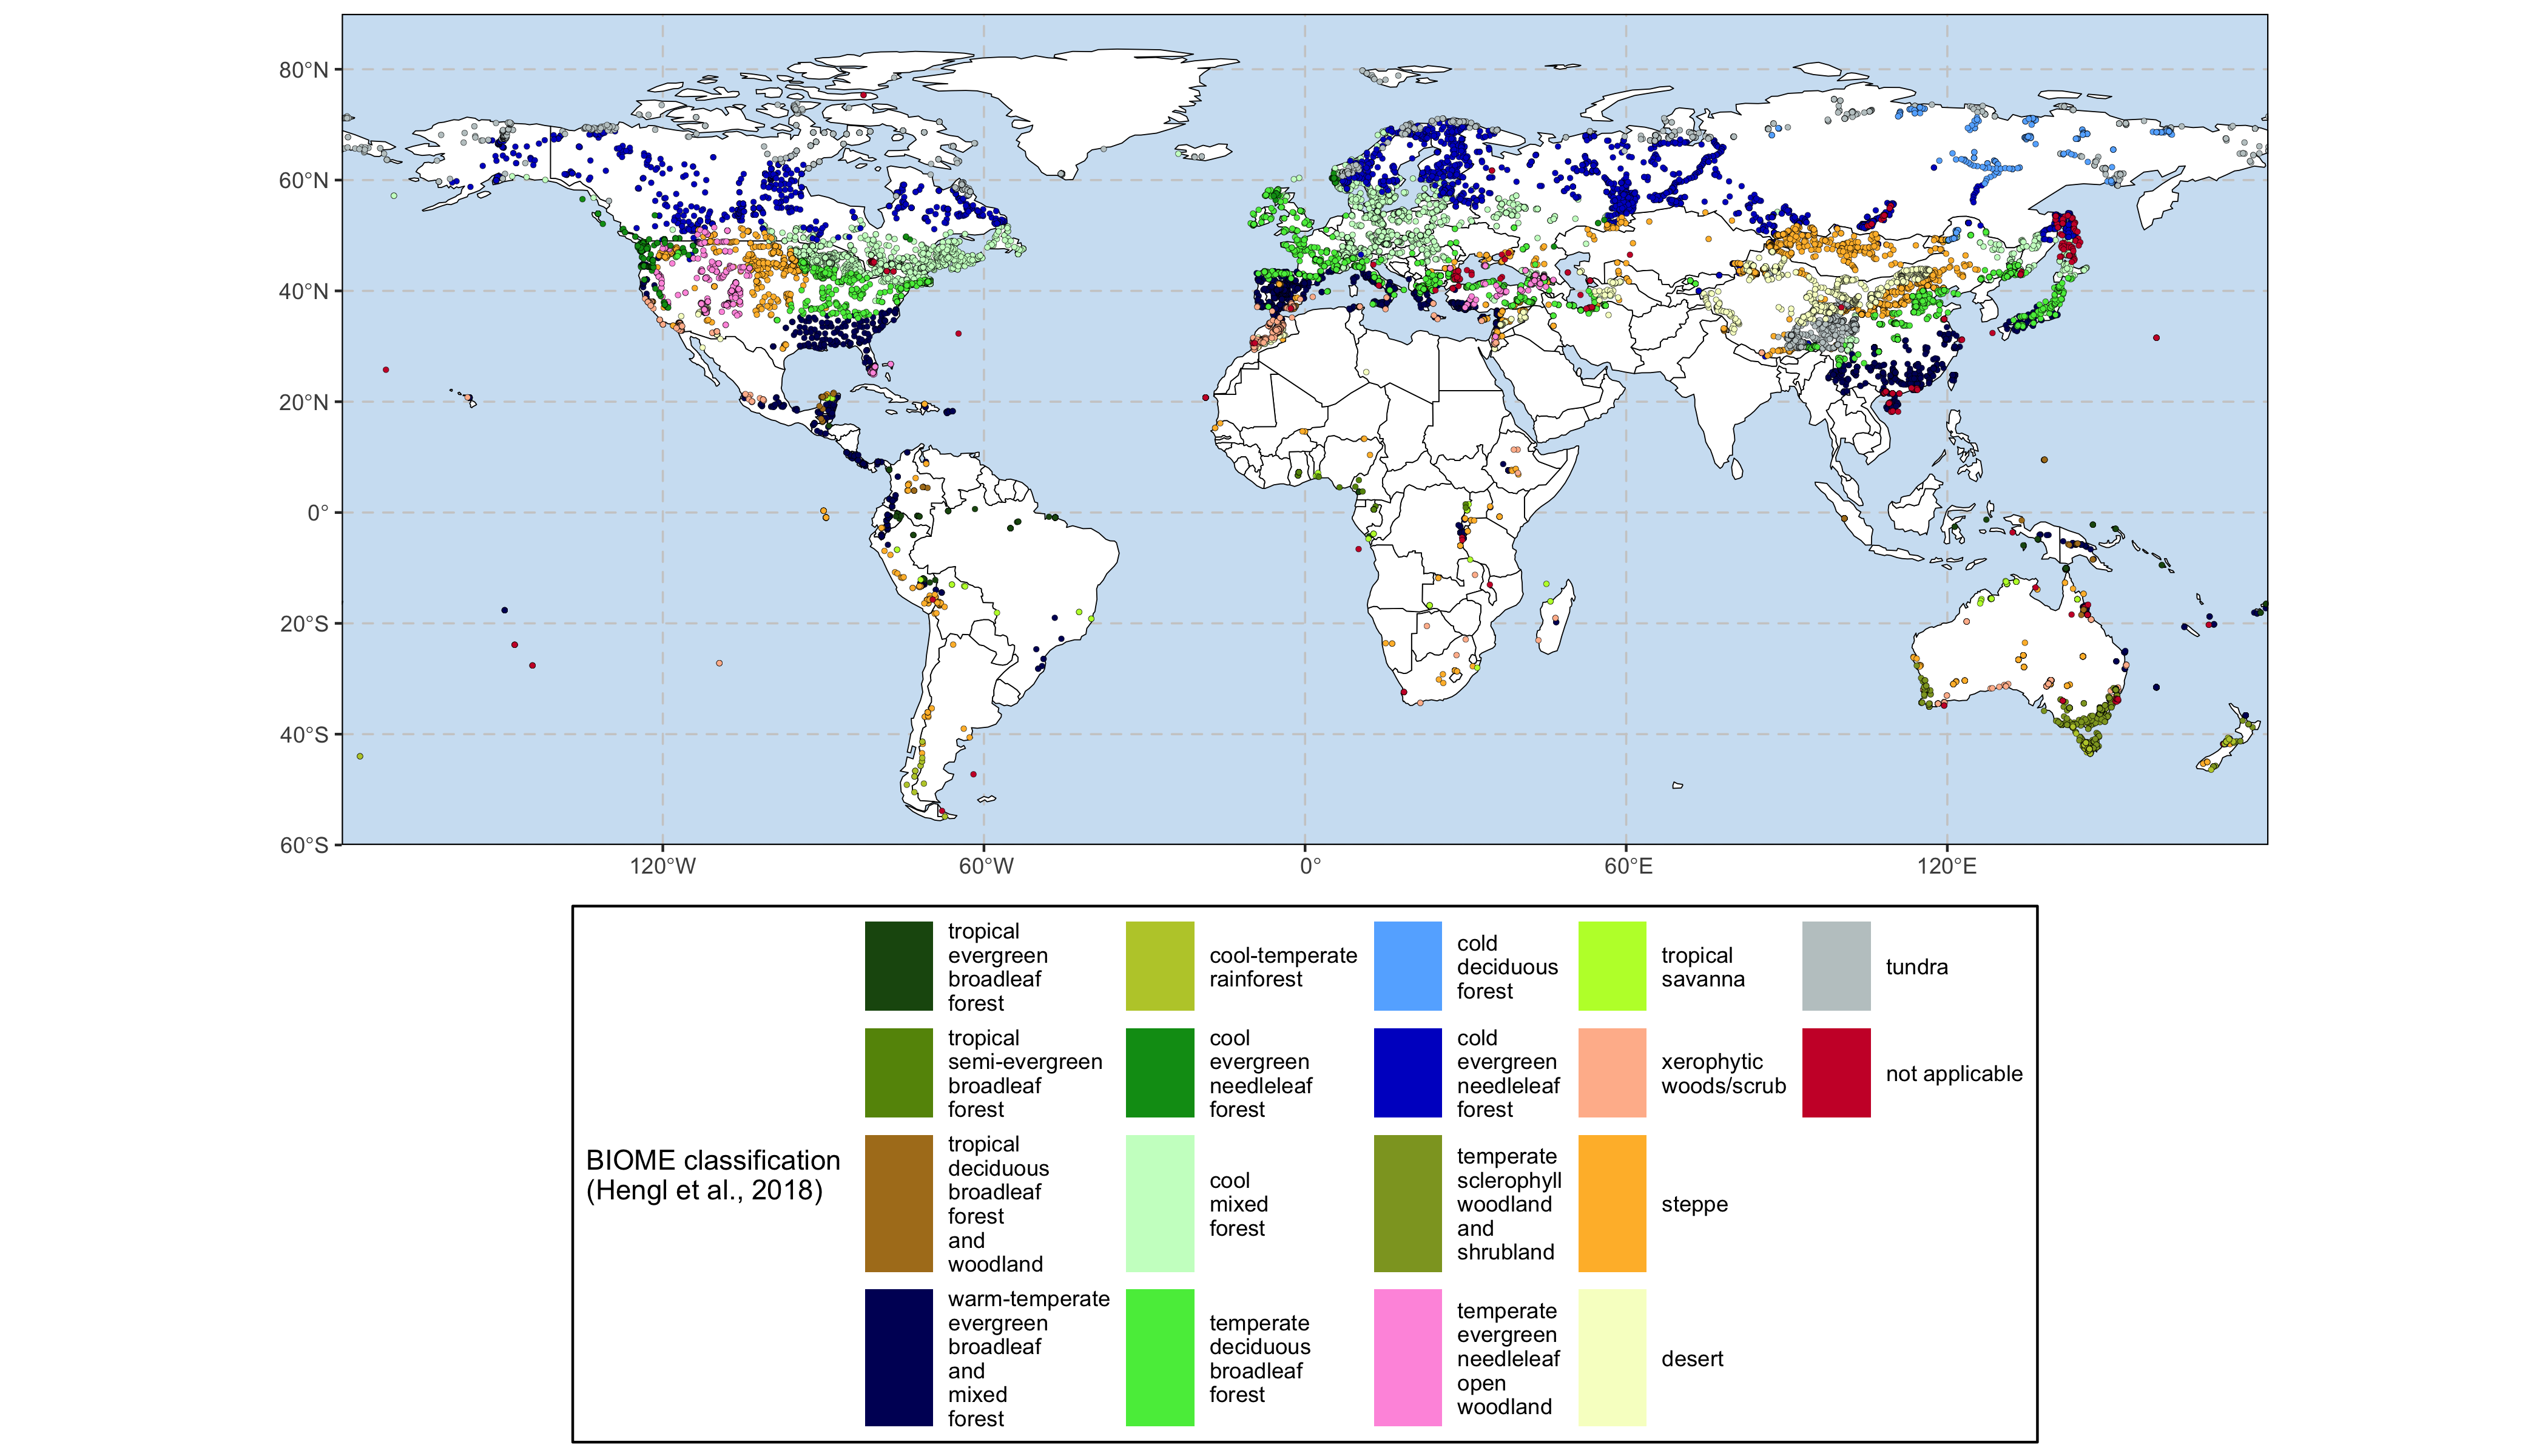 80°N
60°N
40°N
20°N
0°
20°S
40°S
60°S
120°W
60°W
0°
60°E
120°E
BIOME classification
(Hengl et al., 2018)
tropical
evergreen
broadleaf
forest
tropical
semi-evergreen
broadleaf
forest
tropical
deciduous
broadleaf
forest
and
woodland
warm-temperate
evergreen
broadleaf
and
mixed
forest
cool-temperate
rainforest
cool
evergreen
needleleaf
forest
cool
mixed
forest
temperate
deciduous
broadleaf
forest
cold
deciduous
forest
cold
evergreen
needleleaf
forest
temperate
sclerophyll
woodland
and
shrubland
temperate
evergreen
needleleaf
open
woodland
tropical
savanna
xerophytic
woods/scrub
steppe
desert
tundra
not applicable